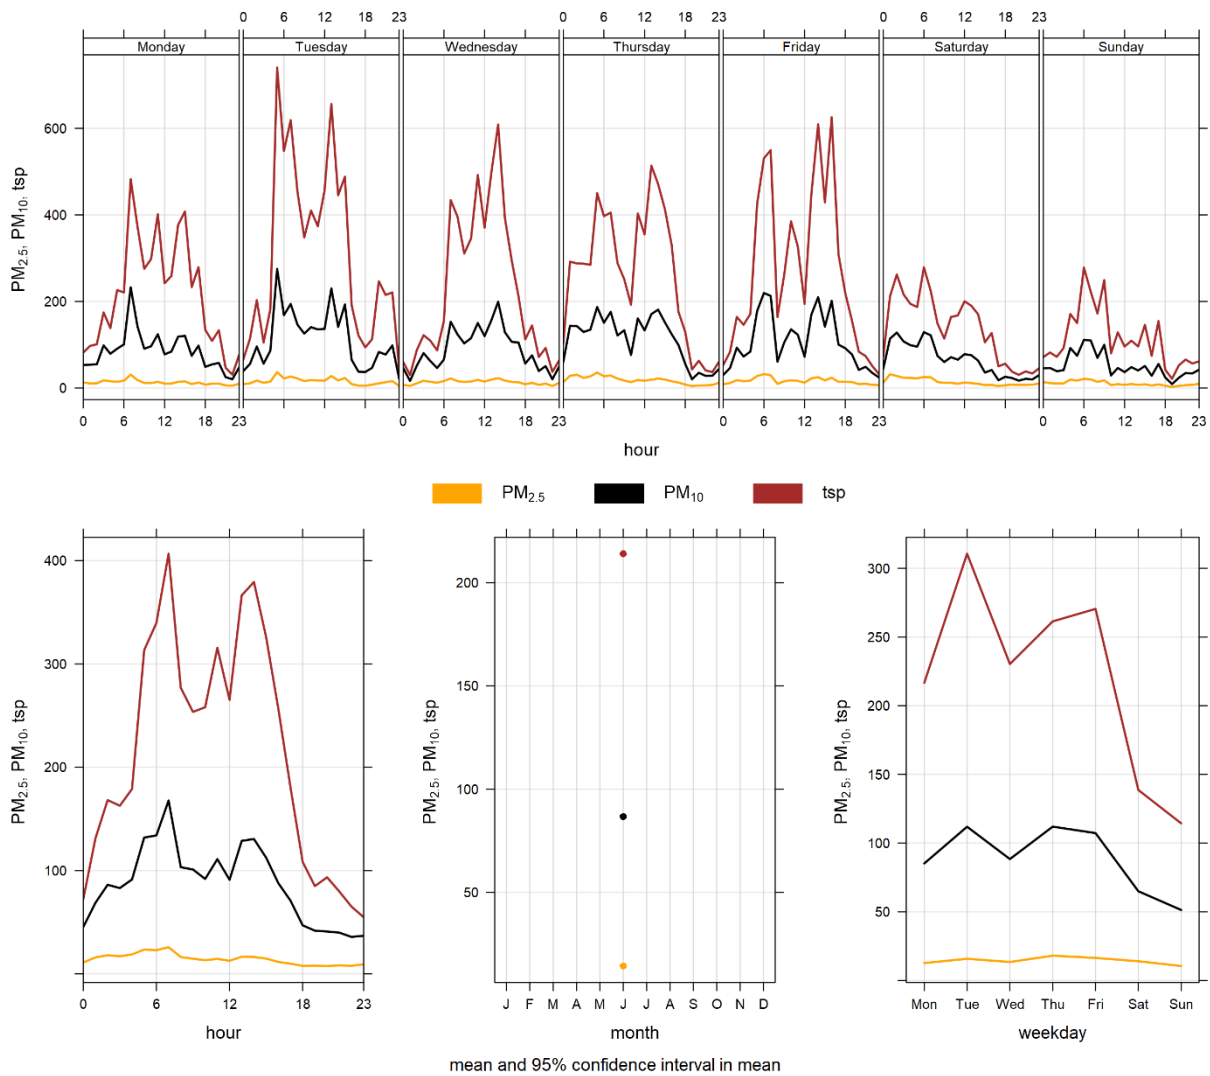 0 6 12 18 23 0 6 12 18 23 0 6 12 18 23
Monday Tuesday Wednesday Thursday Friday Saturday Sunday
600
400
200
0
PM2.5, PM10, tsp
0 6 12 18 23 0 6 12 18 23 0 6 12 18 23 0 6 12 18 23
hour
PM2.5 PM10 tsp
400
300
200
100
PM2.5, PM10, tsp
0 6 12 18 23
hour
200
150
100
50
PM2.5, PM10, tsp
J F M A M J J A S O N D
month
300
250
200
150
100
50
PM2.5, PM10, tsp
Mon Tue Wed Thu Fri Sat Sun
weekday
mean and 95% confidence interval in mean